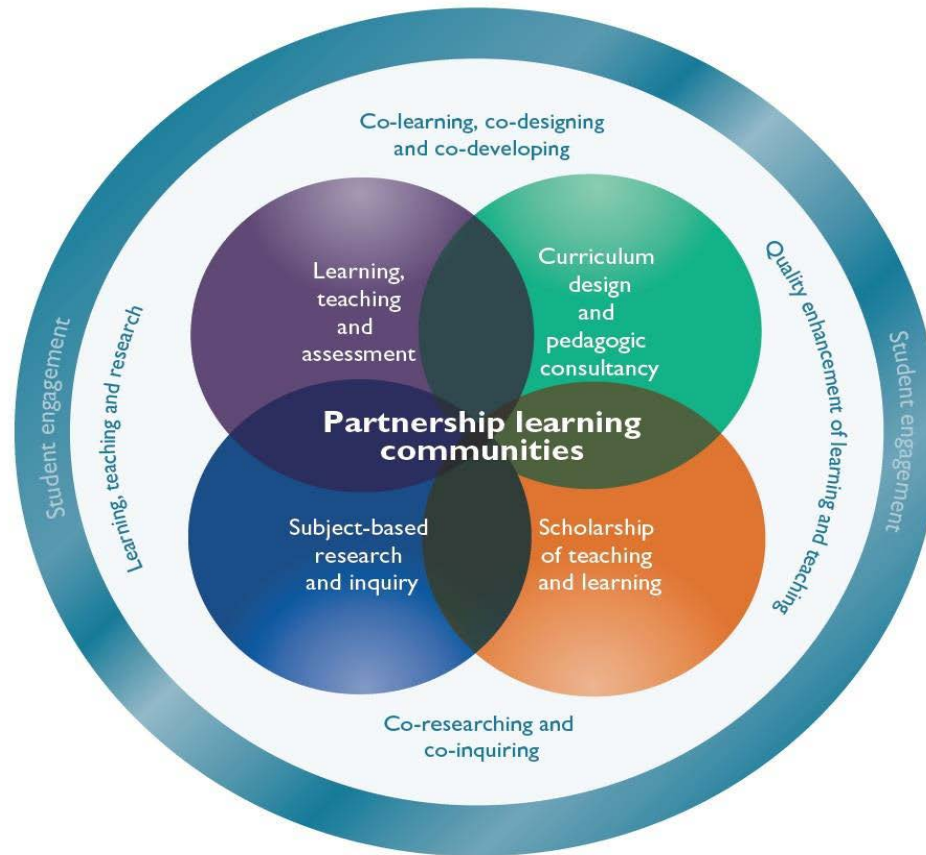 Co-learning, co-designing
and co-developing
Student engagement
Learning, teaching and research
Learning,
teaching
and
assessment
Curriculum
design
and
pedagogic
consultancy
Quality enhancement of learning and teaching
Student engagement
Partnership learning
communities
Subject-based
research
and inquiry
Scholarship
of teaching
and learning
Co-researching and
co-inquiring